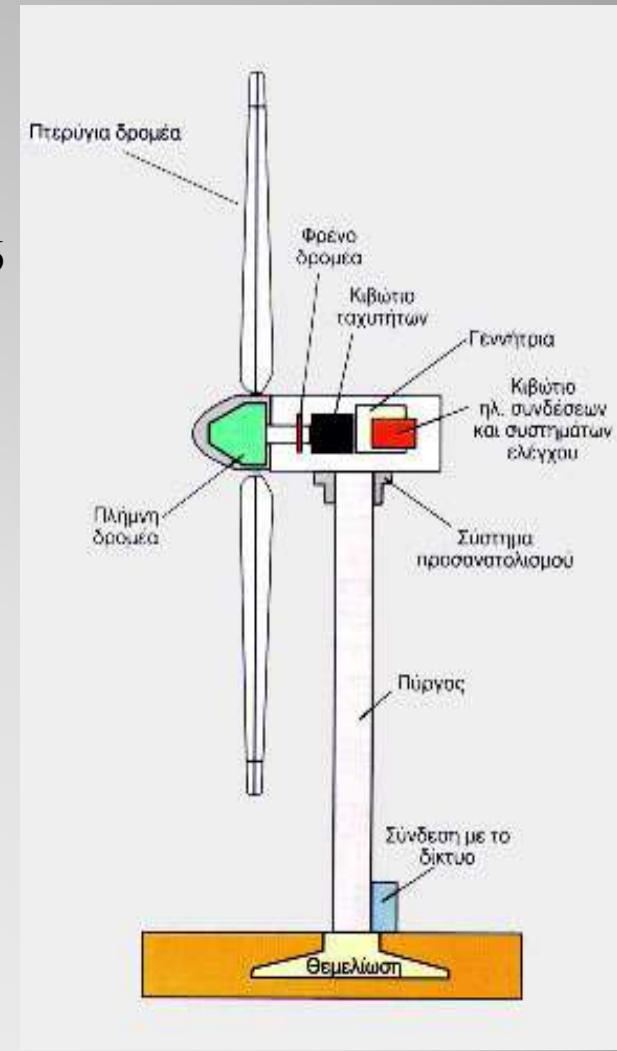 Πτερύγια δρομέα
Φρένο
δρομέα
Κιβώτιο
ταχυτήτων
Γεννήτρια
Κιβώτιο
ηλ. συνδέσεων
και συστημάτων
ελέγχου
Πλήμνη
δρομέα
Σύστημα
προσανατολισμού
Πύργος
Σύνδεση με το
δίκτυο
Θεμελίωση